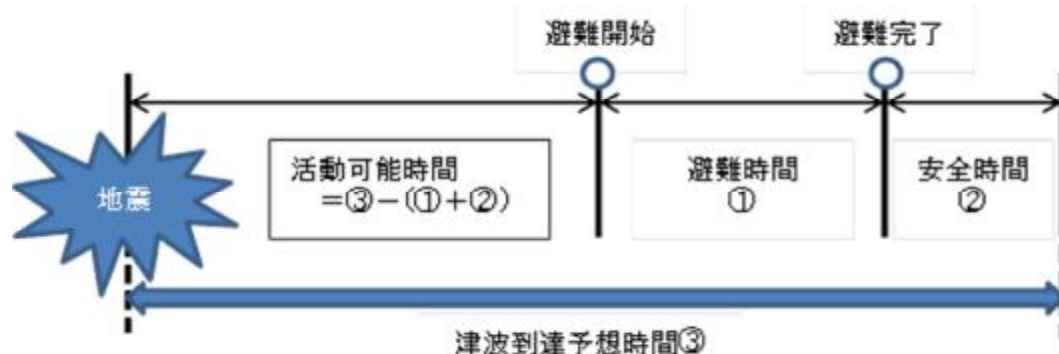 避難開始
避難完了
地震
活動可能時間
＝③－(①＋②)
避難時間
①
安全時間
②
津波到達予想時間③